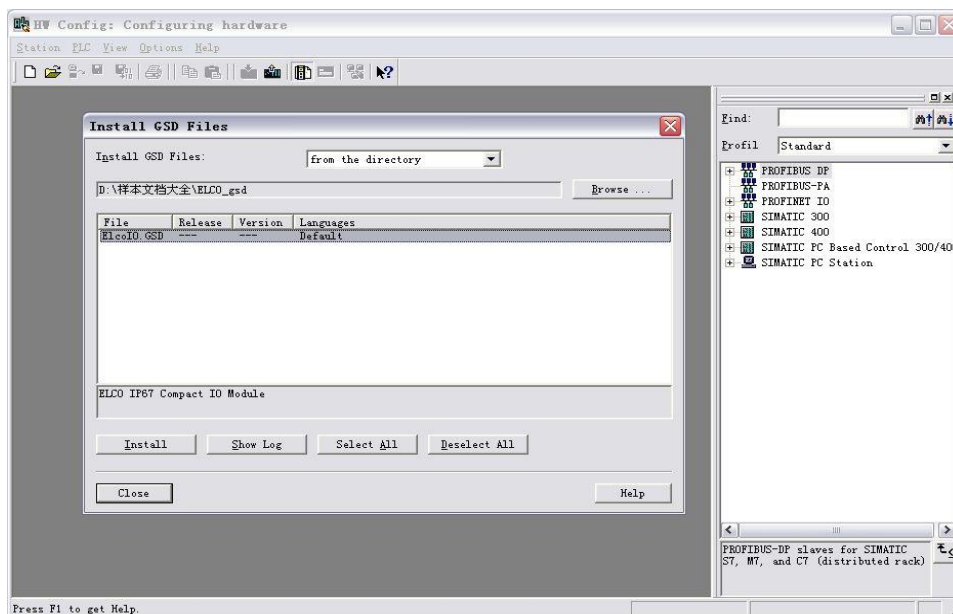 HW Config: Configuring hardware
Station PLC View Options Help
Install GSD Files
Install GSD Files:
from the directory
D:\样本文档大全\ELCO_gsd
Browse ...
File Release Version Languages
ElcoIO.GSD --- --- Default
ELCO IP67 Compact IO Module
Install Show Log Select All Deselect All
Close Help
Find:
Profil Standard
PROFIBUS DP
PROFIBUS-PA
PROFINET IO
SIMATIC 300
SIMATIC 400
SIMATIC PC Based Control 300/40
SIMATIC PC Station
PROFIBUS-DP slaves for SIMATIC
S7, M7, and C7 (distributed rack)
Press F1 to get Help.